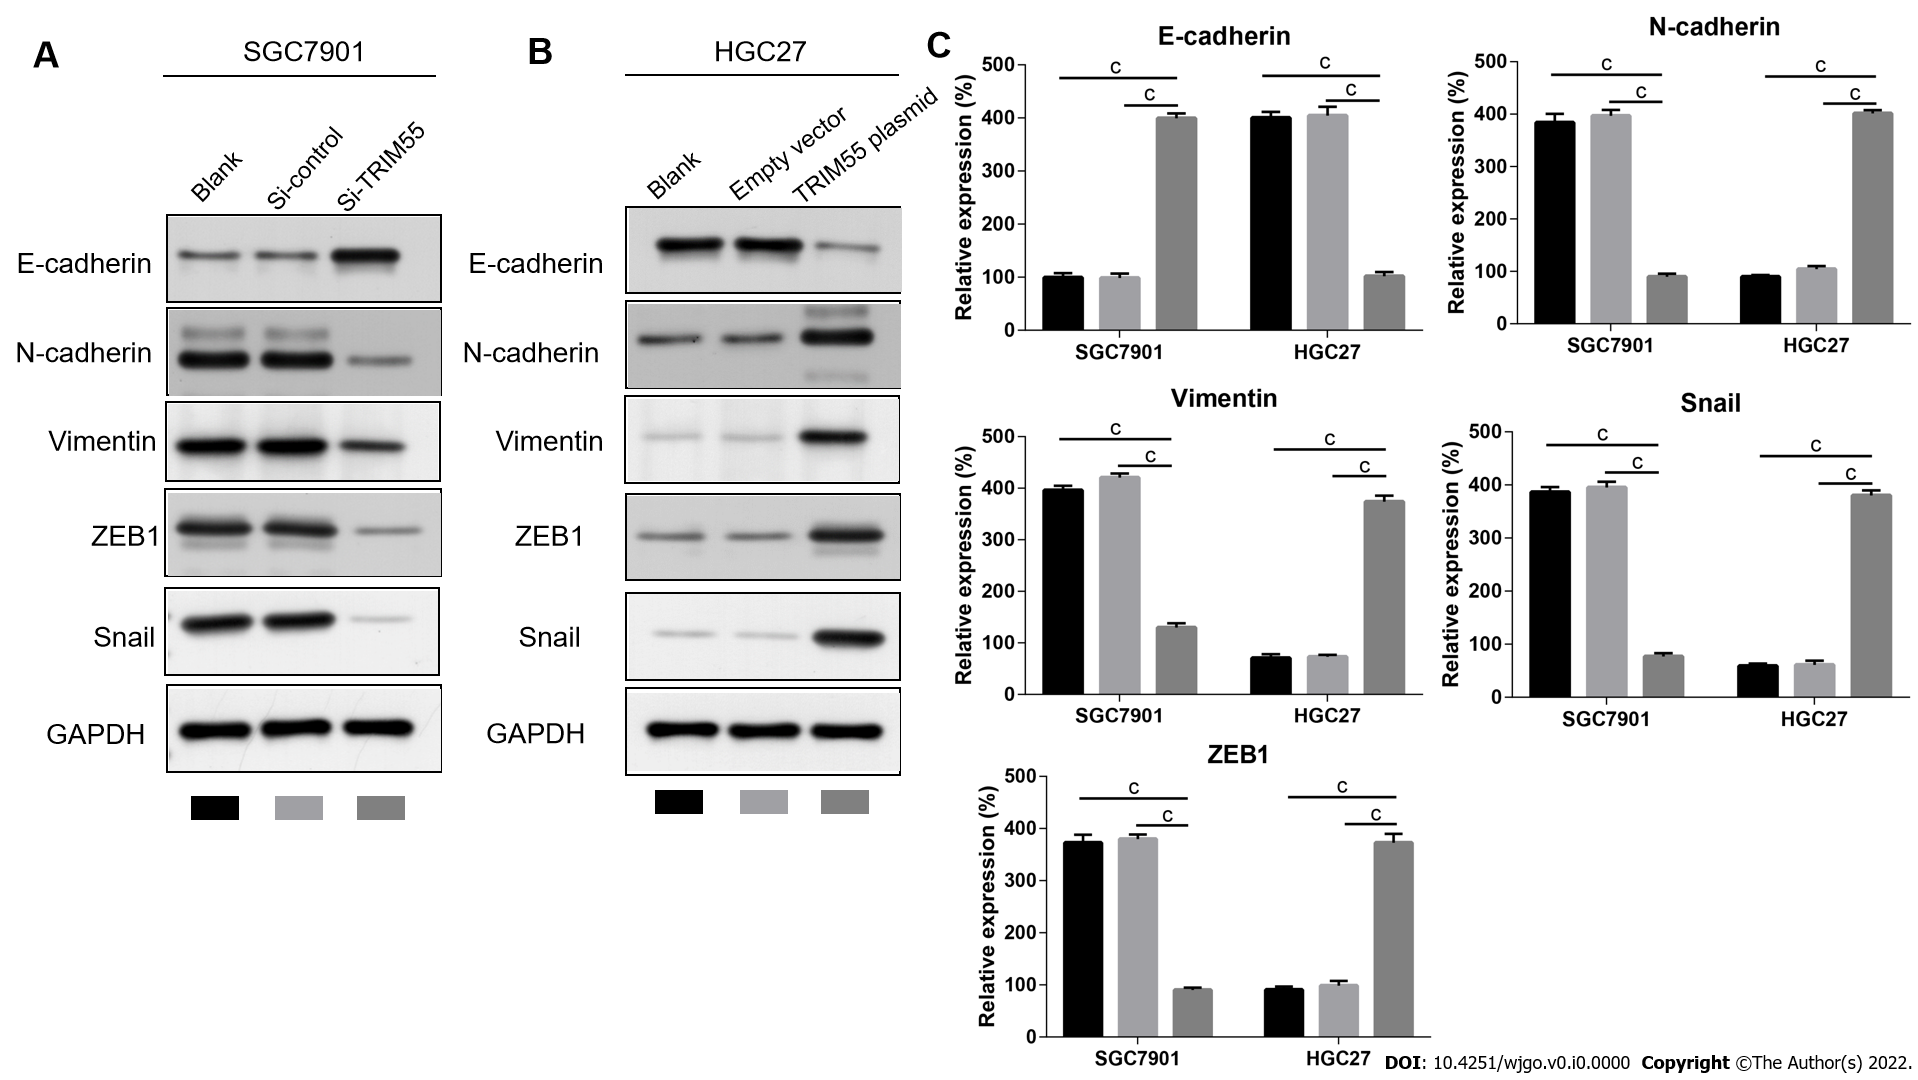 A
SGC7901
Blank
Si-control
Si-TRIM55
E-cadherin
N-cadherin
Vimentin
ZEB1
Snail
GAPDH
B
HGC27
Blank
Empty vector
TRIM55 plasmid
E-cadherin
N-cadherin
Vimentin
ZEB1
Snail
GAPDH
C
E-cadherin
Relative expression (%)
500
400
300
200
100
0
c
c
c
c
SGC7901
HGC27
N-cadherin
Relative expression (%)
500
400
300
200
100
0
c
c
c
c
SGC7901
HGC27
Vimentin
Relative expression (%)
500
400
300
200
100
0
c
c
c
c
SGC7901
HGC27
Snail
Relative expression (%)
500
400
300
200
100
0
c
c
c
c
SGC7901
HGC27
ZEB1
Relative expression (%)
500
400
300
200
100
0
c
c
c
c
SGC7901
HGC27
DOI: 10.4251/wjgo.v0.i0.0000 Copyright ©The Author(s) 2022.